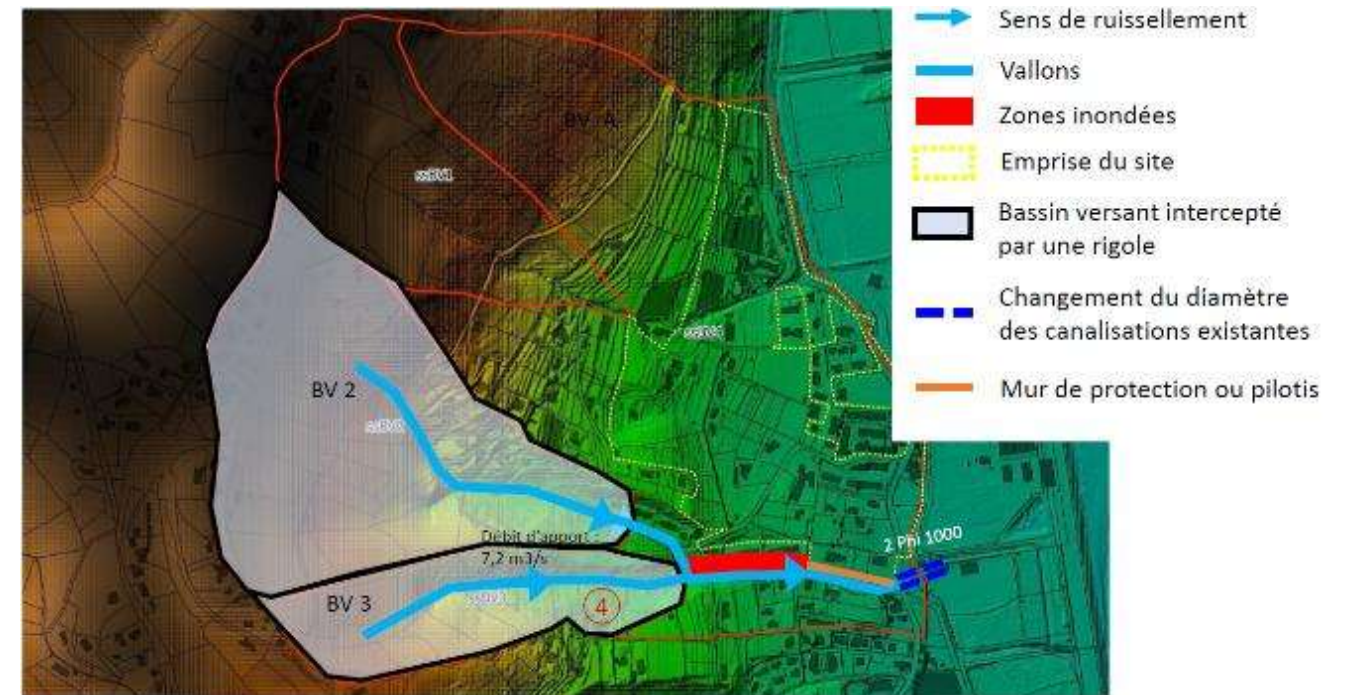 Sens de ruissellement
Vallons
Zones inondées
Emprise du site
Bassin versant intercepté
par une rigole
Changement du diamètre
des canalisations existantes
Mur de protection ou pilotis
BV A
ssBV1
BV 2
Débit d'apport :
7,2 m3/s
BV 3
4
2 Phi 1000